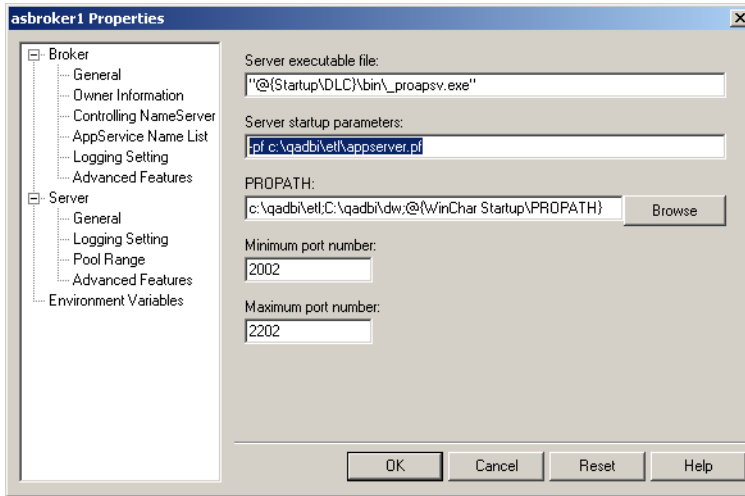 asbroker1 Properties
Broker
General
Owner Information
Controlling NameServer
AppService Name List
Logging Setting
Advanced Features
Server
General
Logging Setting
Pool Range
Advanced Features
Environment Variables
Server executable file:
"@{Startup\DLC}\bin\_proapsv.exe"
Server startup parameters:
-pf c:\qadbi\etl\appserver.pf
PROPATH:
c:\qadbi\etl;C:\qadbi\dw;@{WinChar Startup\PROPATH}
Browse
Minimum port number:
2002
Maximum port number:
2202
OK
Cancel
Reset
Help